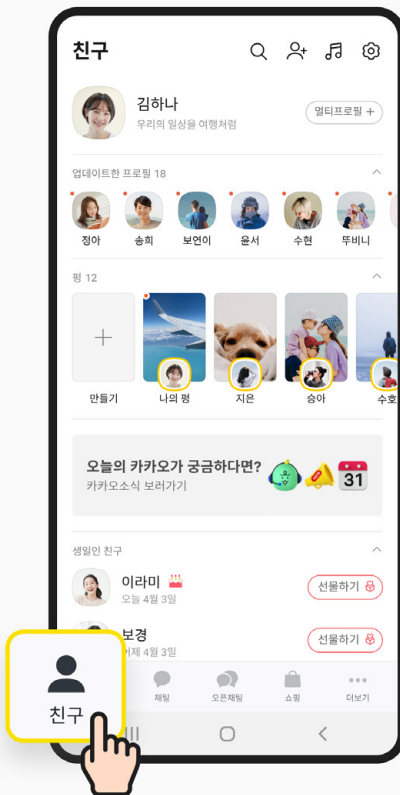 친구
김하나
우리의 일상을 여행처럼
멀티프로필 +
업데이트한 프로필 18
정아 송희 보연이 윤서 수현 뚜비니
펑 12
만들기 나의 펑 지은 승아 수호
오늘의 카카오가 궁금하다면?
카카오소식 보러가기
31
생일인 친구
이라미
오늘 4월 3일
선물하기
보경
4월 3일
선물하기
친구 채팅 오픈채팅 쇼핑 더보기